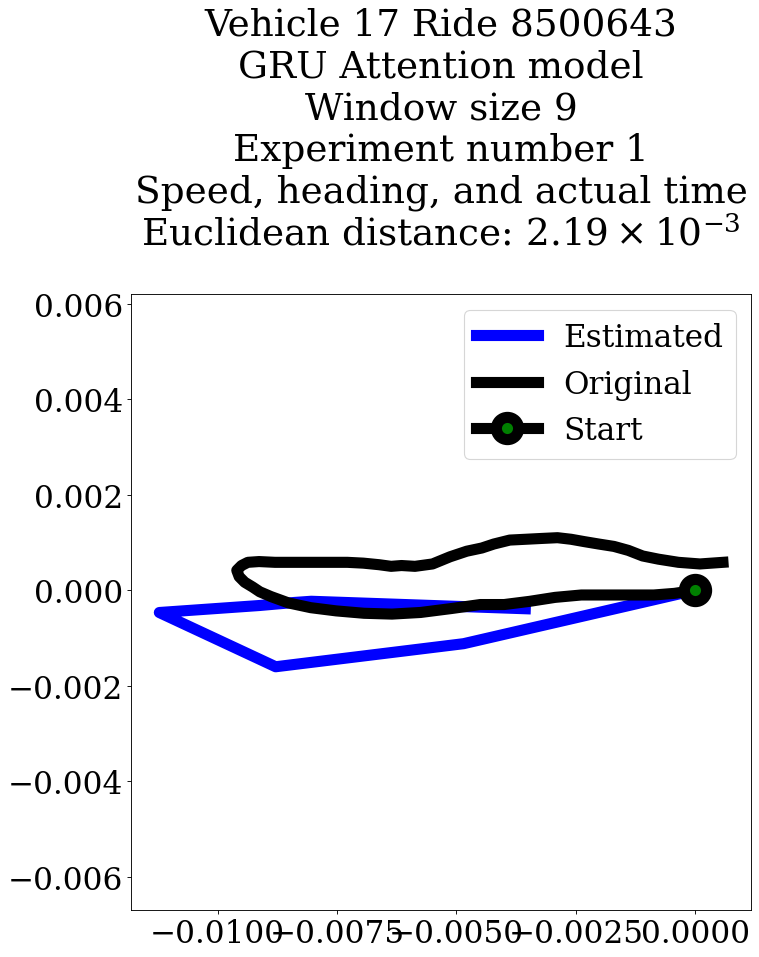 Vehicle 17 Ride 8500643
GRU Attention model
Window size 9
Experiment number 1
Speed, heading, and actual time
Euclidean distance: 2.19 × 10⁻³
0.006
0.004
0.002
0.000
−0.002
−0.004
−0.006
Estimated
Original
Start
−0.0100 −0.0075 −0.0050 −0.0025 0.0000